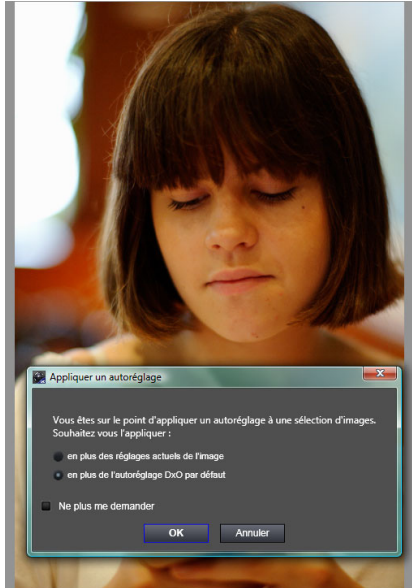 Appliquer un autoréglage
Vous êtes sur le point d'appliquer un autoréglage à une sélection d'images.
Souhaitez vous l'appliquer :
en plus des réglages actuels de l'image
en plus de l'autoréglage DxO par défaut
Ne plus me demander
OK Annuler